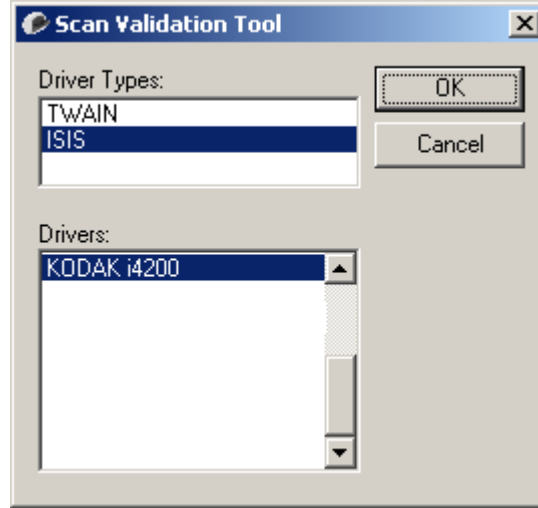 Scan Validation Tool
Driver Types:
OK
TWAIN
ISIS
Cancel
Drivers:
KODAK i4200